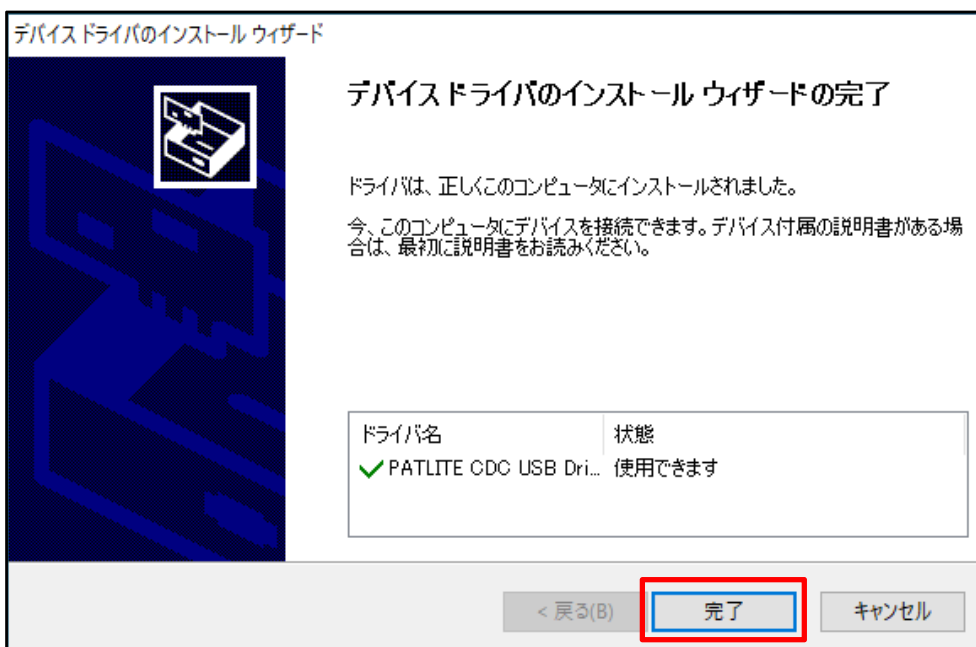 デバイス ドライバのインストール ウィザード
デバイス ドライバのインストール ウィザードの完了
ドライバは、正しくこのコンピュータにインストールされました。
今、このコンピュータにデバイスを接続できます。デバイス付属の説明書がある場
合は、最初に説明書をお読みください。
ドライバ名 状態
PATLITE CDC USB Dri... 使用できます
< 戻る(B) 完了 キャンセル